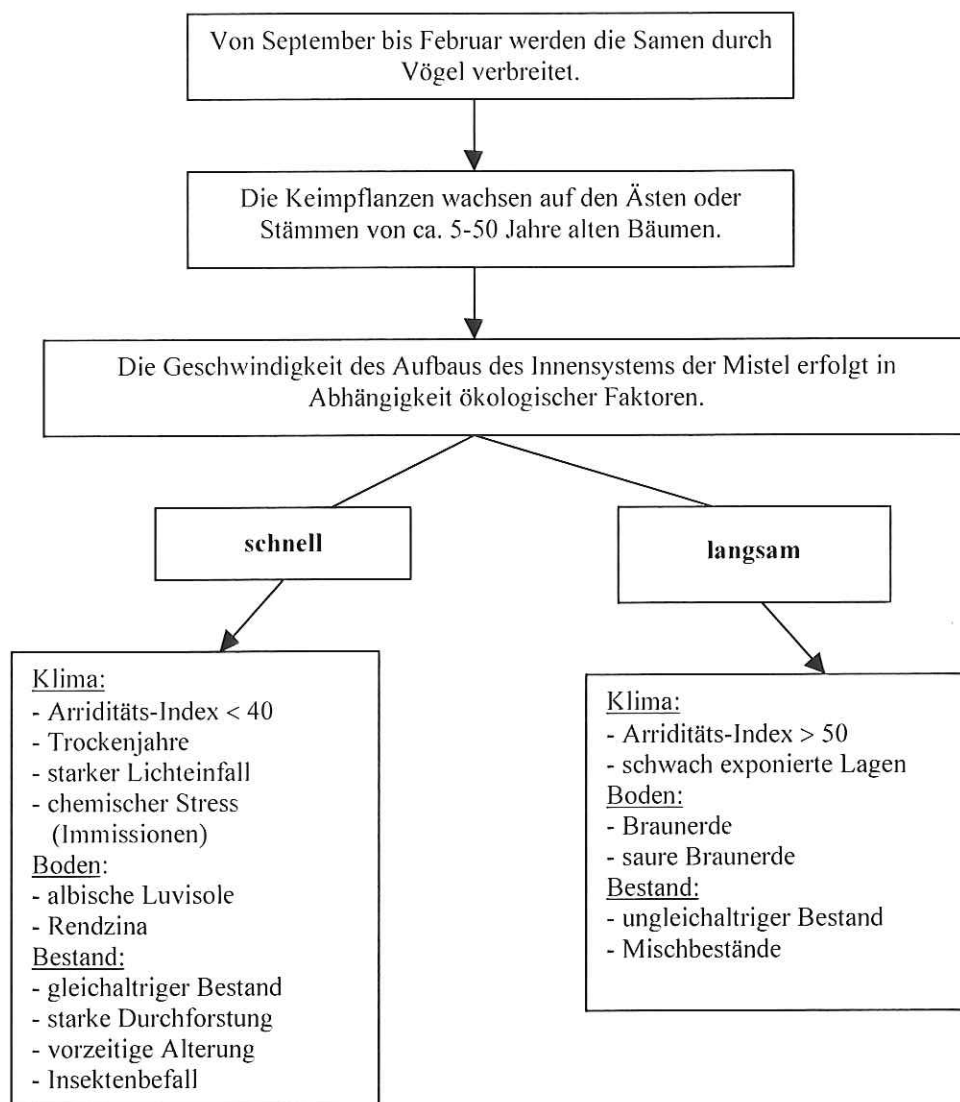 Von September bis Februar werden die Samen durch
Vögel verbreitet.
Die Keimpflanzen wachsen auf den Ästen oder
Stämmen von ca. 5-50 Jahre alten Bäumen.
Die Geschwindigkeit des Aufbaus des Innensystems der Mistel erfolgt in
Abhängigkeit ökologischer Faktoren.
schnell
langsam
Klima:
- Arriditäts-Index < 40
- Trockenjahre
- starker Lichteinfall
- chemischer Stress
(Immissionen)
Boden:
- albische Luvisole
- Rendzina
Bestand:
- gleichaltriger Bestand
- starke Durchforstung
- vorzeitige Alterung
- Insektenbefall
Klima:
- Arriditäts-Index > 50
- schwach exponierte Lagen
Boden:
- Braunerde
- saure Braunerde
Bestand:
- ungleichaltriger Bestand
- Mischbestände